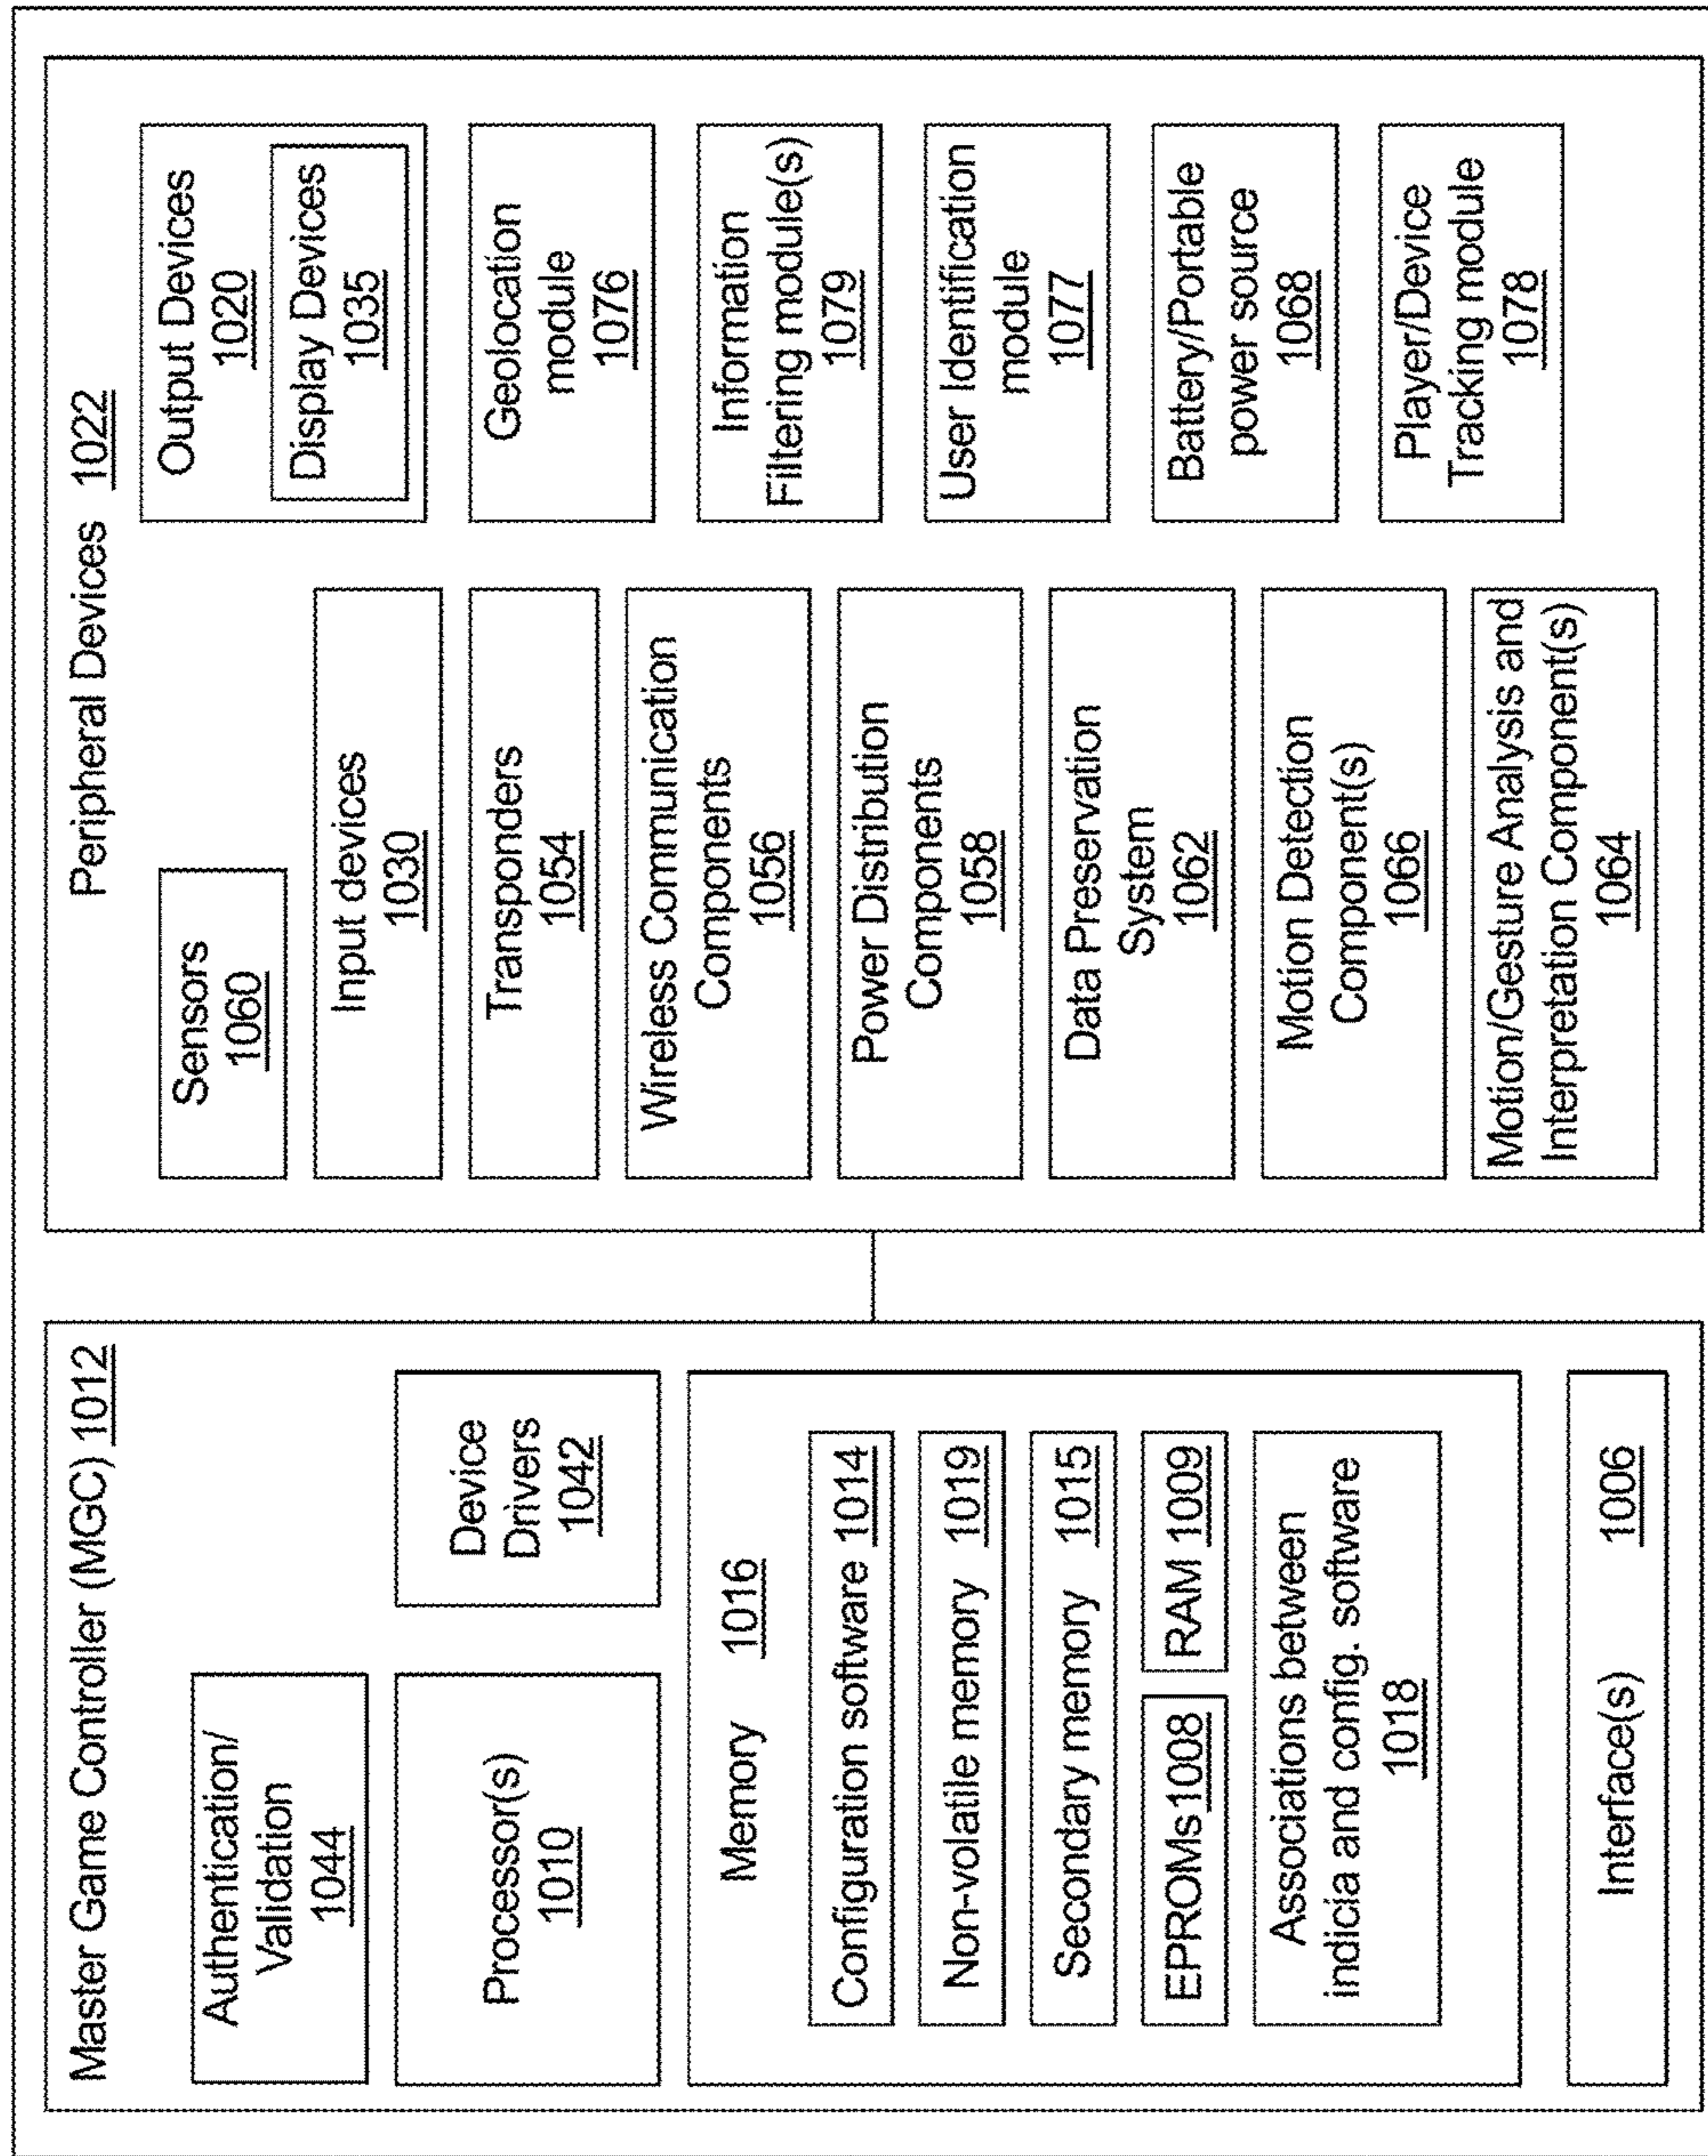 Master Game Controller (MGC) 1012
Authentication/
Validation
1044
Processor(s)
1010
Device
Drivers
1042
Memory 1016
Configuration software 1014
Non-volatile memory 1019
Secondary memory 1015
EPROMs1008
RAM 1009
Associations between
indicia and config. software
1018
Interface(s) 1006
Peripheral Devices 1022
Sensors
1060
Input devices
1030
Transponders
1054
Wireless Communication
Components
1056
Power Distribution
Components
1058
Data Preservation
System
1062
Motion Detection
Component(s)
1066
Motion/Gesture Analysis and
Interpretation Component(s)
1064
Output Devices
1020
Display Devices
1035
Geolocation
module
1076
Information
Filtering module(s)
1079
User Identification
module
1077
Battery/Portable
power source
1068
Player/Device
Tracking module
1078